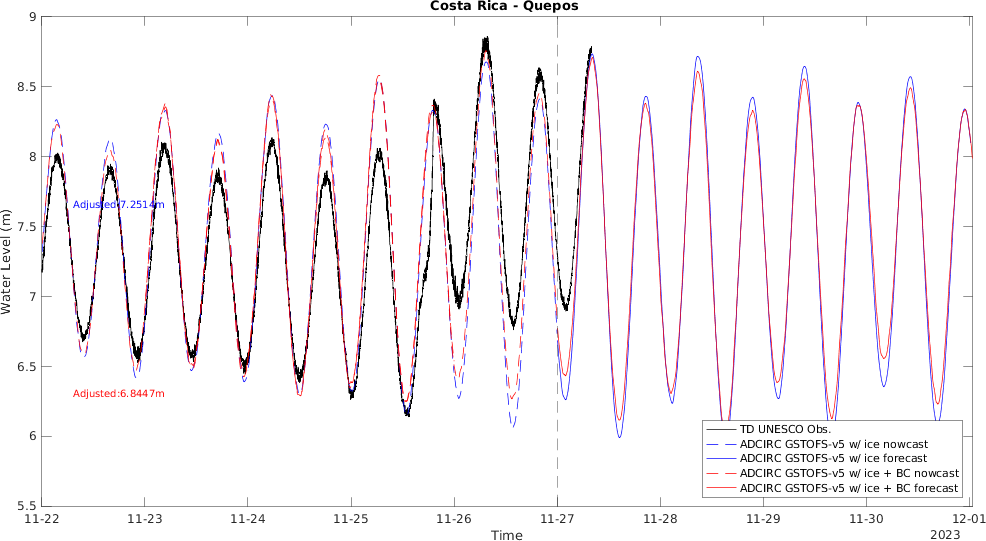 Costa Rica - Quepos
9
8.5
8
7.5
7
6.5
6
5.5
Water Level (m)
Adjusted:7.2514m
Adjusted:6.8447m
TD UNESCO Obs.
ADCIRC GSTOFS-v5 w/ ice nowcast
ADCIRC GSTOFS-v5 w/ ice forecast
ADCIRC GSTOFS-v5 w/ ice + BC nowcast
ADCIRC GSTOFS-v5 w/ ice + BC forecast
11-22 11-23 11-24 11-25 11-26 11-27 11-28 11-29 11-30 12-01
Time
2023